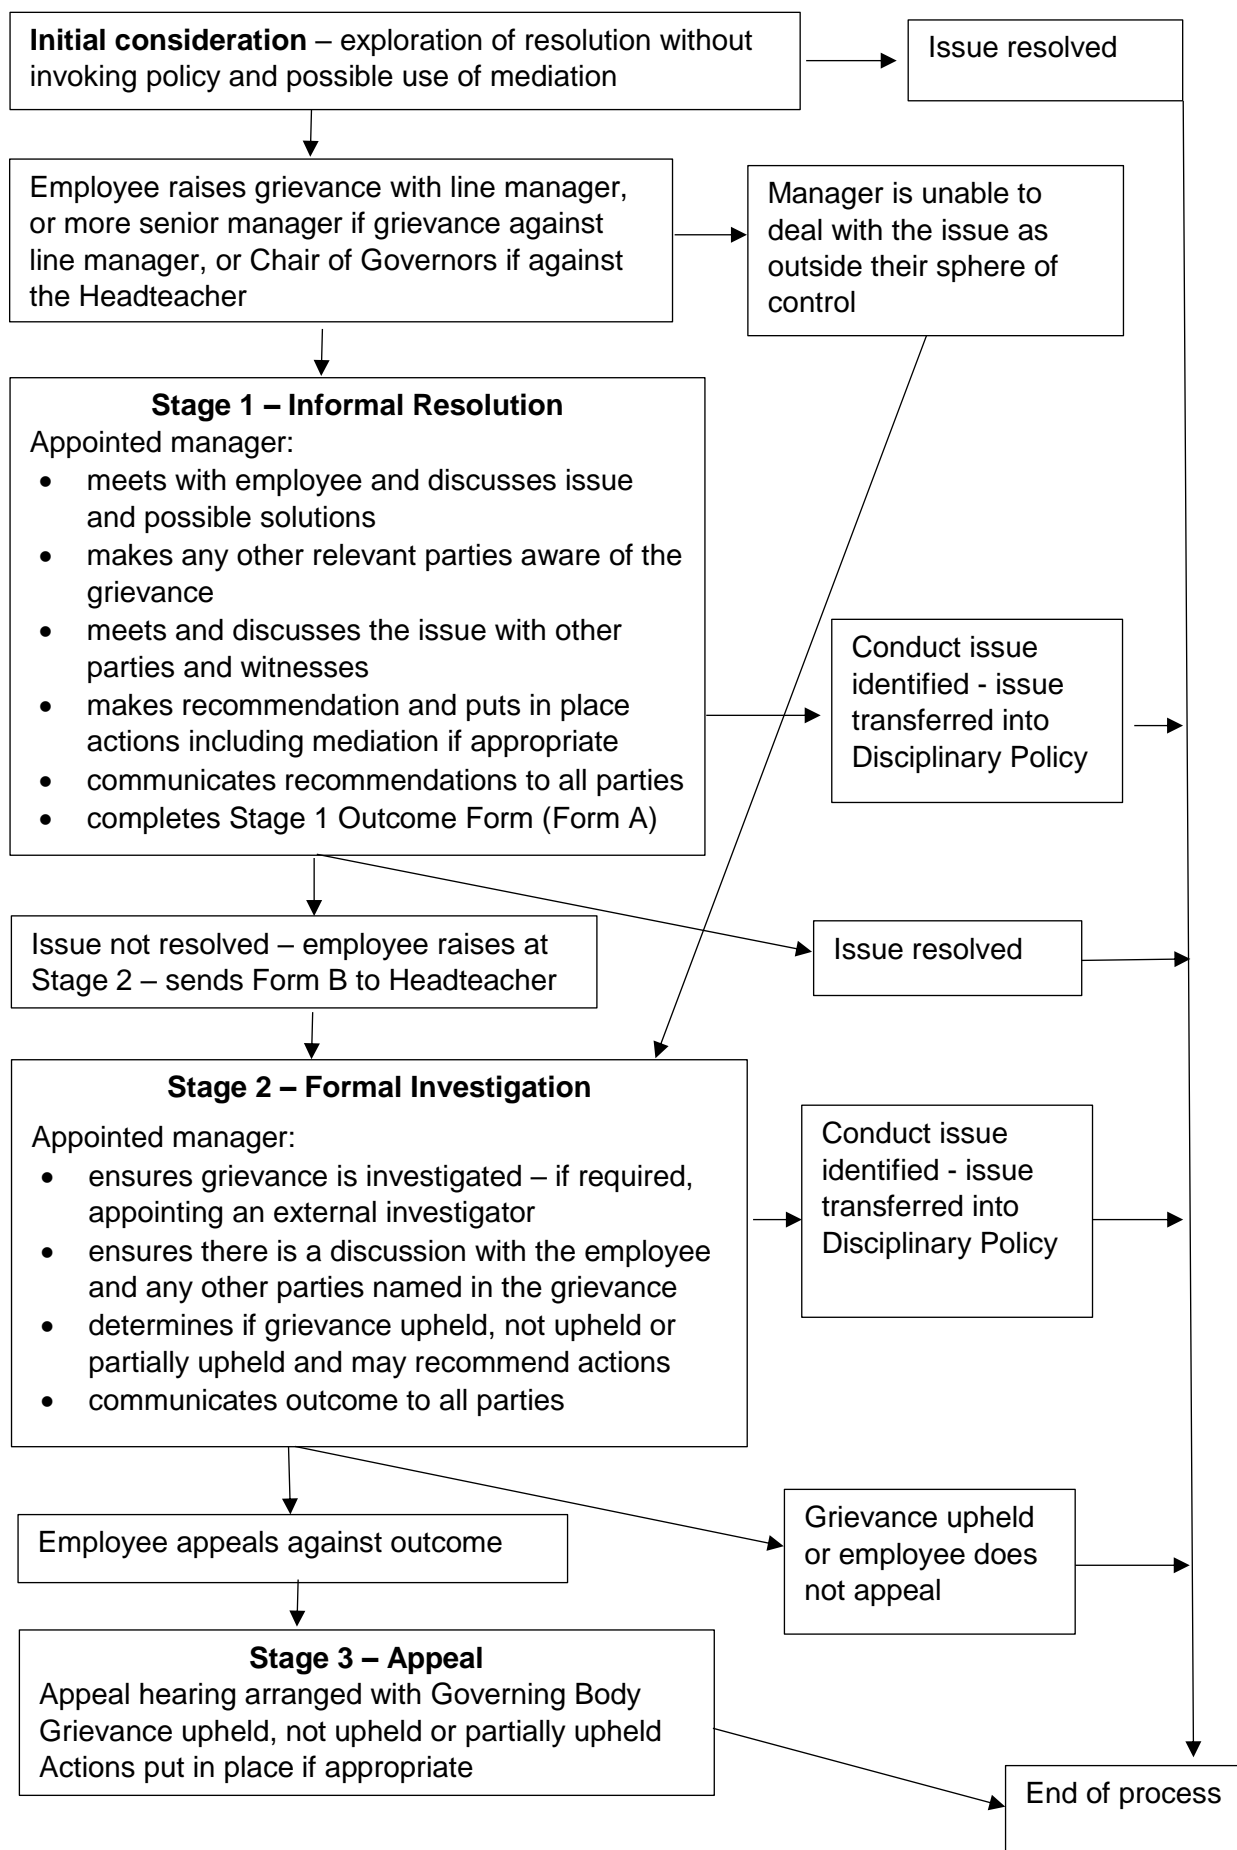 Initial consideration – exploration of resolution without
invoking policy and possible use of mediation
Issue resolved
Employee raises grievance with line manager,
or more senior manager if grievance against
line manager, or Chair of Governors if against
the Headteacher
Manager is unable to
deal with the issue as
outside their sphere of
control
Stage 1 – Informal Resolution
Appointed manager:
• meets with employee and discusses issue
and possible solutions
• makes any other relevant parties aware of the
grievance
• meets and discusses the issue with other
parties and witnesses
• makes recommendation and puts in place
actions including mediation if appropriate
• communicates recommendations to all parties
• completes Stage 1 Outcome Form (Form A)
Conduct issue
identified - issue
transferred into
Disciplinary Policy
Issue not resolved – employee raises at
Stage 2 – sends Form B to Headteacher
Issue resolved
Stage 2 – Formal Investigation
Appointed manager:
• ensures grievance is investigated – if required,
appointing an external investigator
• ensures there is a discussion with the employee
and any other parties named in the grievance
• determines if grievance upheld, not upheld or
partially upheld and may recommend actions
• communicates outcome to all parties
Conduct issue
identified - issue
transferred into
Disciplinary Policy
Employee appeals against outcome
Grievance upheld
or employee does
not appeal
Stage 3 – Appeal
Appeal hearing arranged with Governing Body
Grievance upheld, not upheld or partially upheld
Actions put in place if appropriate
End of process